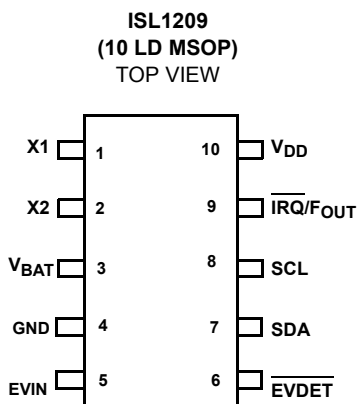 ISL1209
(10 LD MSOP)
TOP VIEW
X1 1 10 VDD
X2 2 9 IRQ/FOUT
VBAT 3 8 SCL
GND 4 7 SDA
EVIN 5 6 EVDET